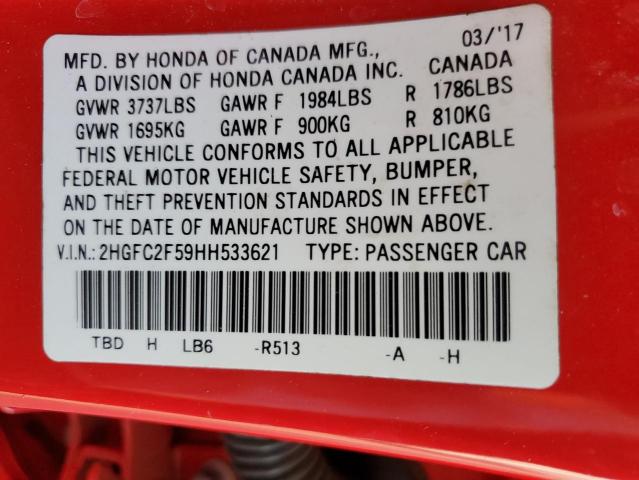 MFD. BY HONDA OF CANADA MFG., 03/'17
A DIVISION OF HONDA CANADA INC. CANADA
GVWR 3737LBS GAWR F 1984LBS R 1786LBS
GVWR 1695KG GAWR F 900KG R 810KG
THIS VEHICLE CONFORMS TO ALL APPLICABLE
FEDERAL MOTOR VEHICLE SAFETY, BUMPER,
AND THEFT PREVENTION STANDARDS IN EFFECT
ON THE DATE OF MANUFACTURE SHOWN ABOVE.
V.I.N.: 2HGFC2F59HH533621 TYPE: PASSENGER CAR
TBD H LB6 -R513 -A -H